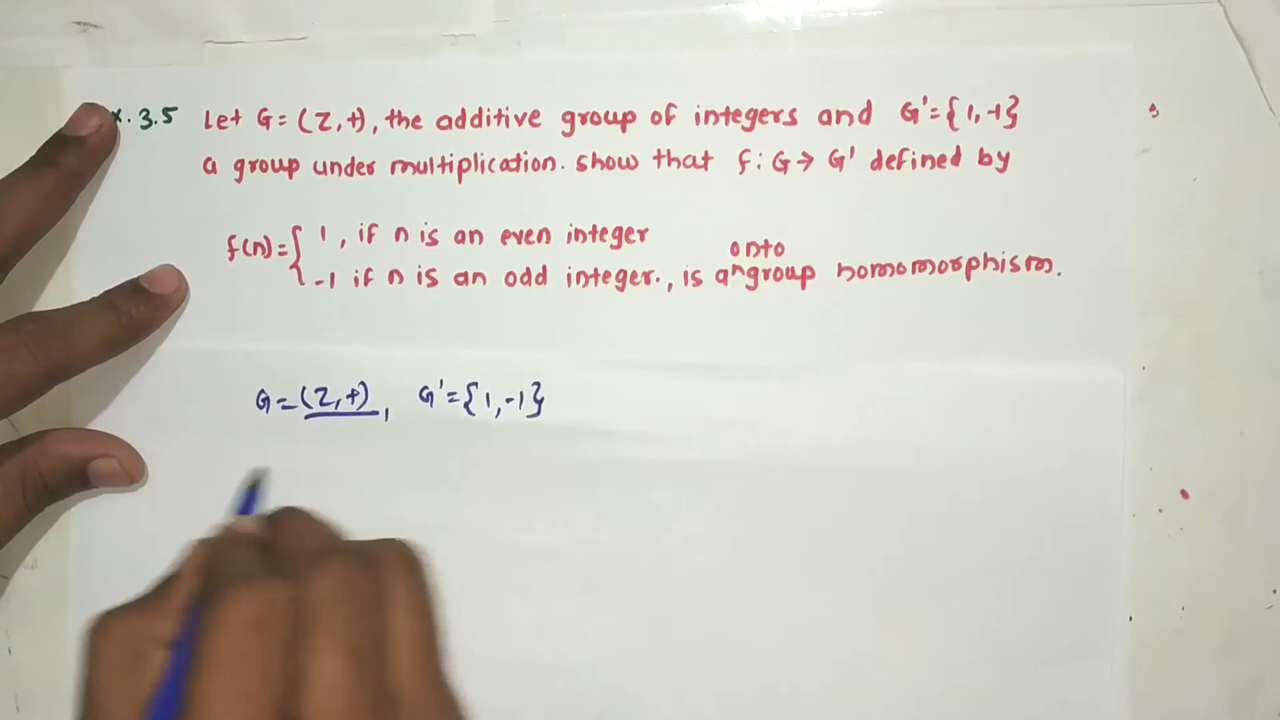 x. 3.5 Let G = (Z,+), the additive group of integers and G' = {1,-1}
a group under multiplication. show that f: G → G' defined by
f(n) = { 1, if n is an even integer
onto
-1 if n is an odd integer., is a^group homomorphism.
G = (Z,+), G' = {1,-1}